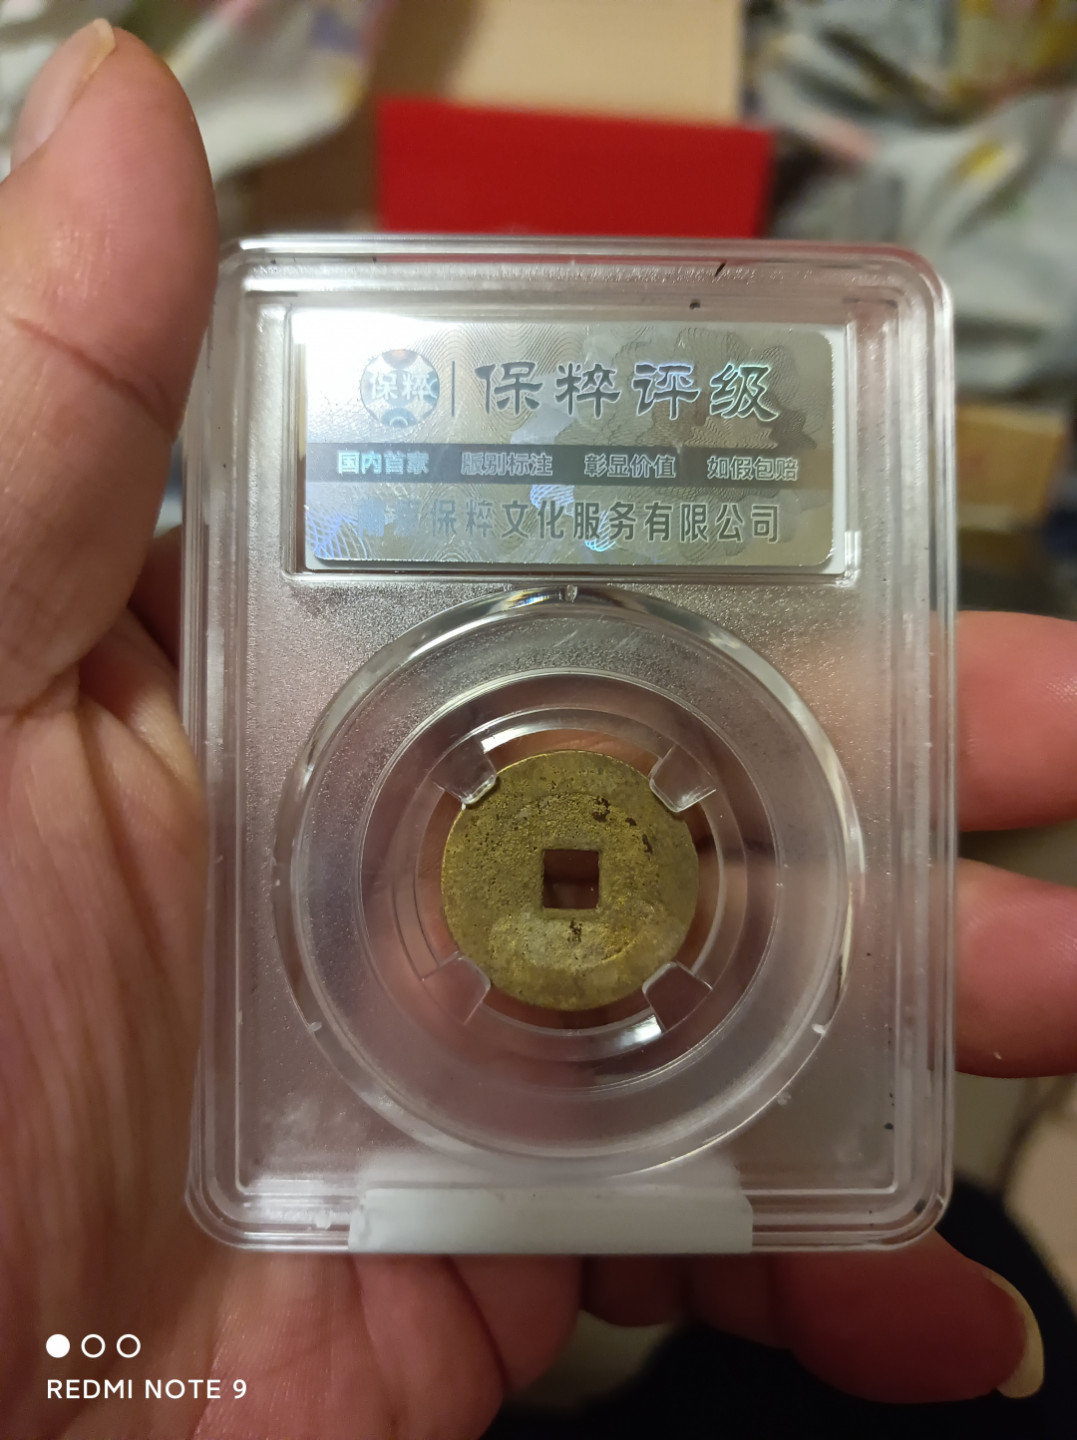 保粹 保粹评级
国内首家 版别标注 彰显价值 如假包赔
保粹文化服务有限公司
REDMI NOTE 9